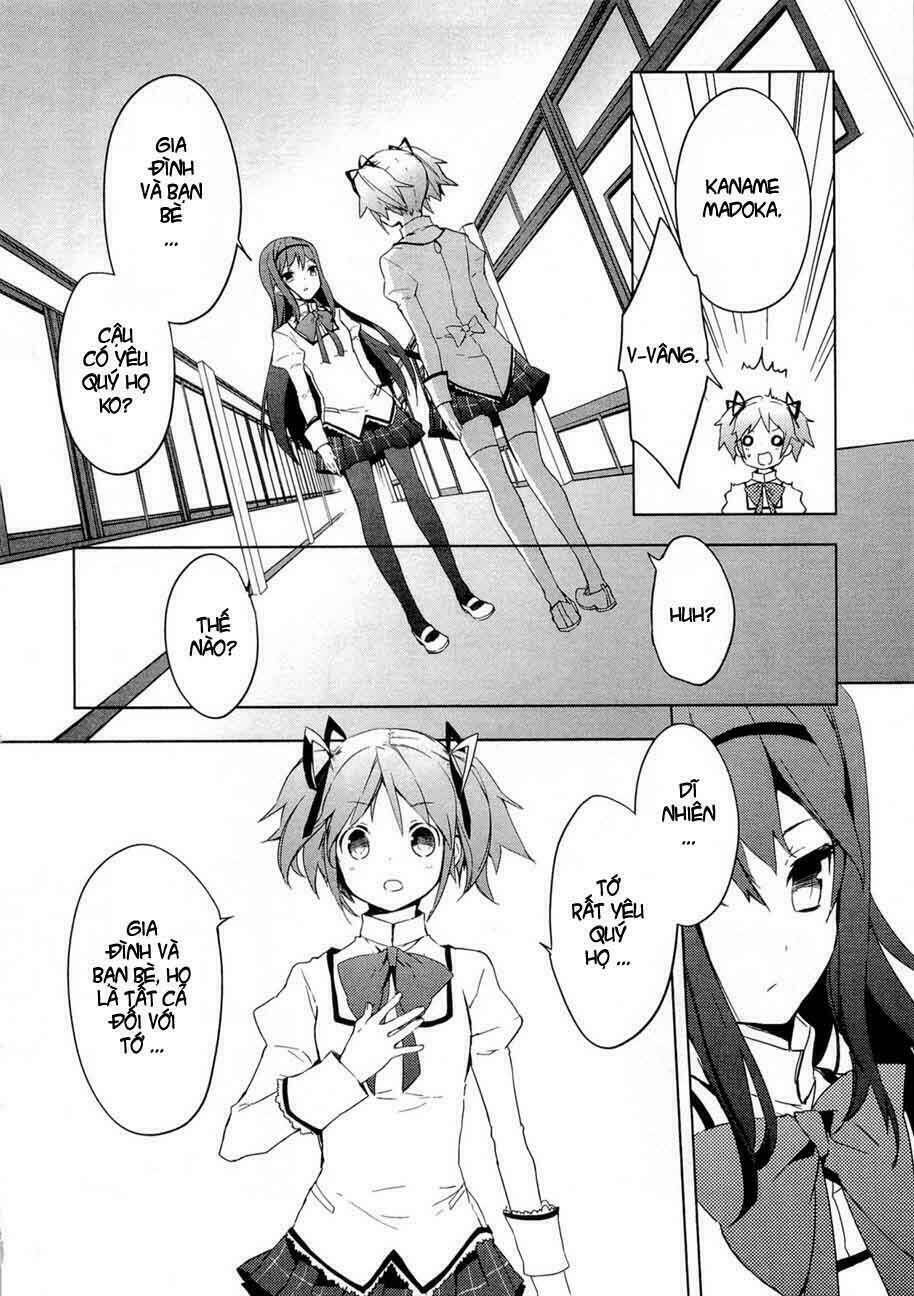 KANAME
MADOKA.
V-VÂNG.
GIA
ĐÌNH
VÀ BẠN
BÈ
...
CẬU
CÓ YÊU
QUÝ HỌ
KO?
HUH?
THẾ
NÀO?
DĨ
NHIÊN
...
TỚ
RẤT YÊU
QUÝ
HỌ ...
GIA
ĐÌNH VÀ
BẠN BÈ, HỌ
LÀ TẤT CẢ
ĐỐI VỚI
TỚ ...